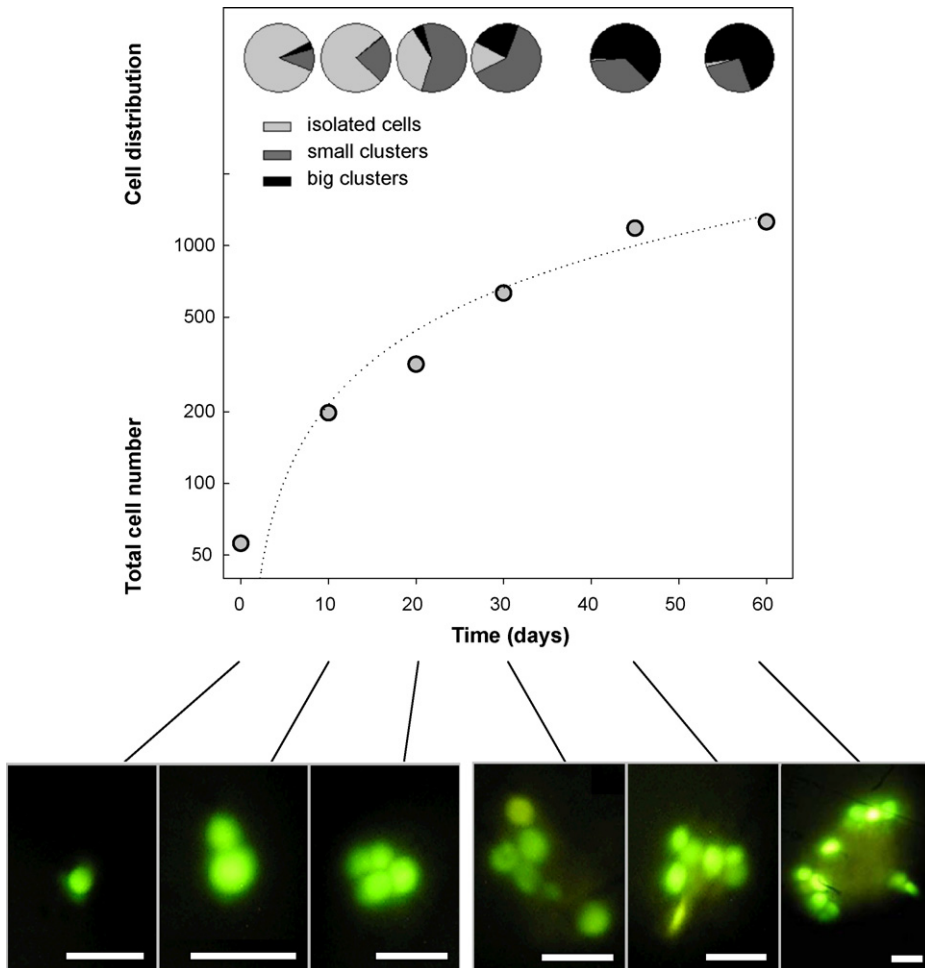 Cell distribution
isolated cells
small clusters
big clusters
Total cell number
1000
500
200
100
50
0 10 20 30 40 50 60
Time (days)